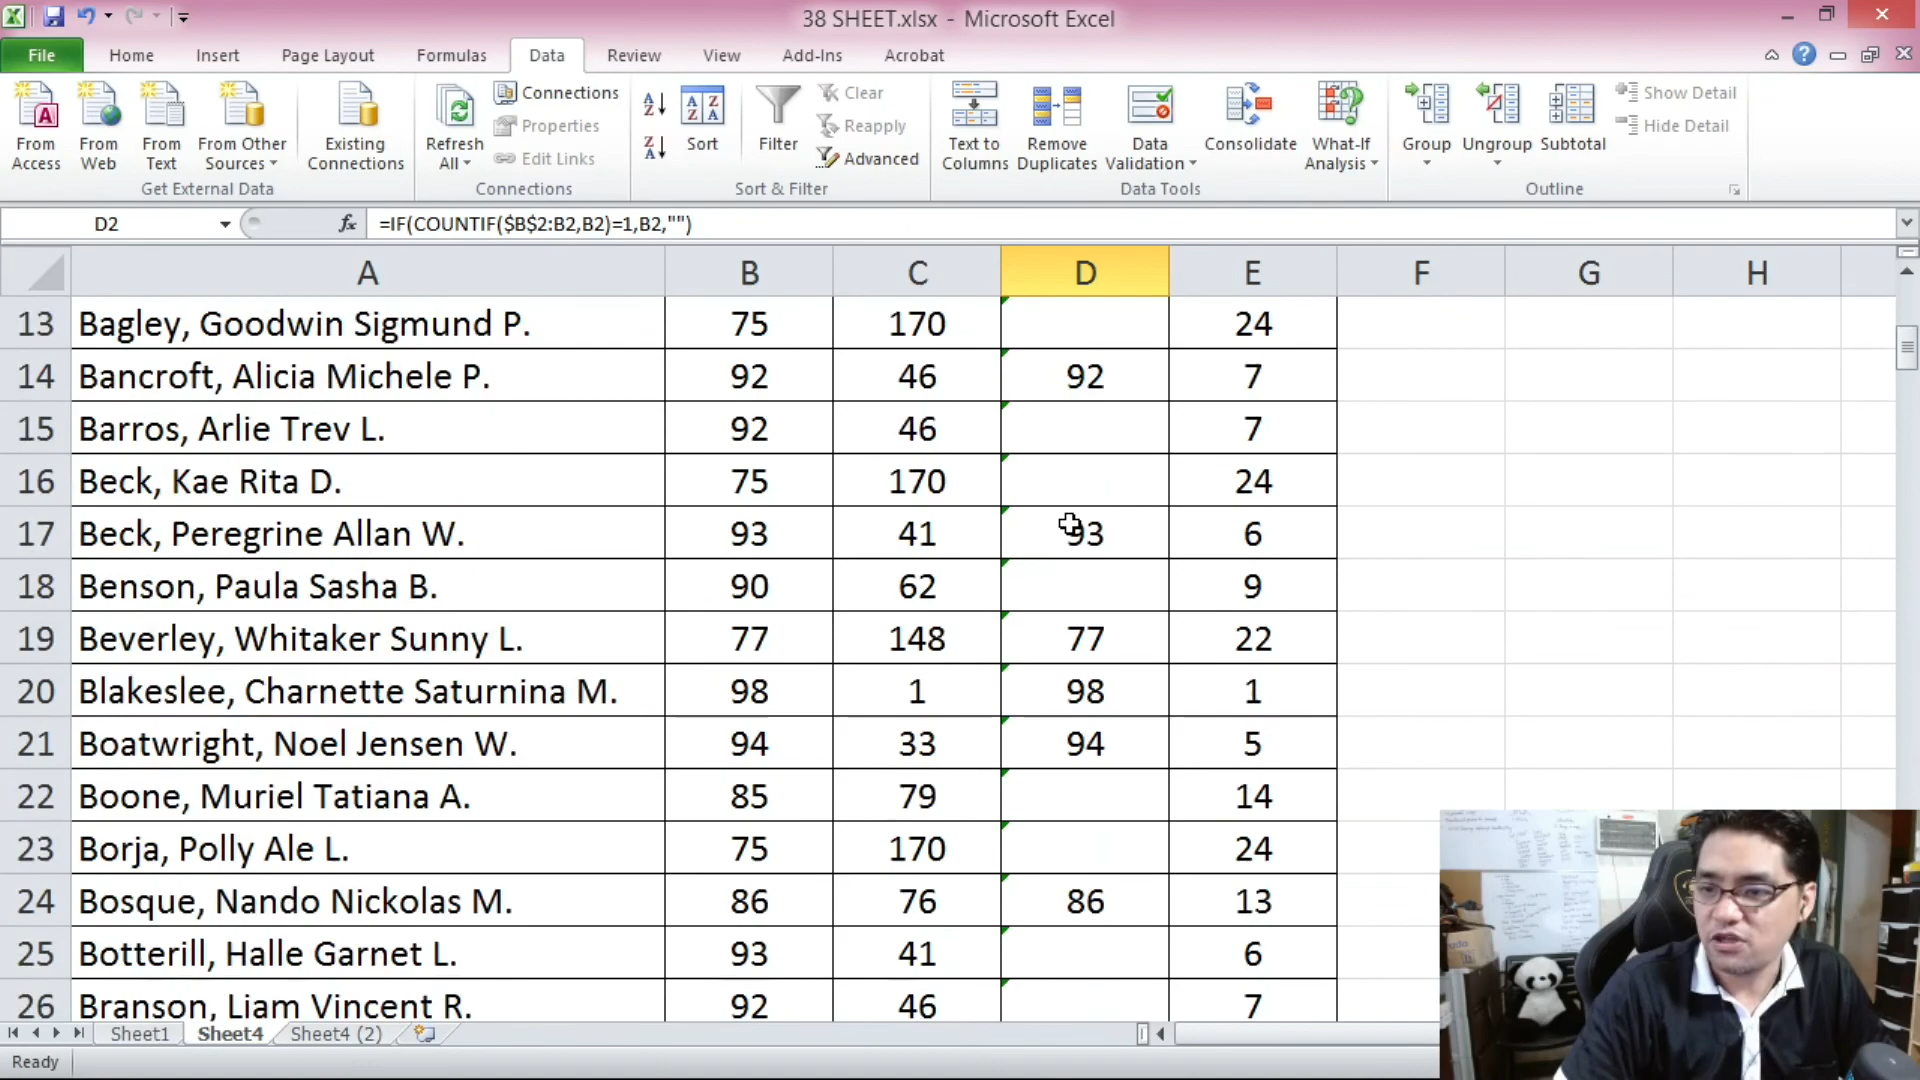 38 SHEET.xlsx - Microsoft Excel
File Home Insert Page Layout Formulas Data Review View Add-Ins Acrobat
From Access
From Web
From Text
From Other Sources
Existing Connections
Refresh All
Connections
Properties
Edit Links
Sort
Filter
Clear
Reapply
Advanced
Text to Columns
Remove Duplicates
Data Validation
Consolidate
What-If Analysis
Group
Ungroup
Subtotal
Show Detail
Hide Detail
Get External Data Connections Sort & Filter Data Tools Outline
D2 fx =IF(COUNTIF($B$2:B2,B2)=1,B2,"")
A B C D E F G H
13 Bagley, Goodwin Sigmund P. 75 170 24
14 Bancroft, Alicia Michele P. 92 46 92 7
15 Barros, Arlie Trev L. 92 46 7
16 Beck, Kae Rita D. 75 170 24
17 Beck, Peregrine Allan W. 93 41 93 6
18 Benson, Paula Sasha B. 90 62 9
19 Beverley, Whitaker Sunny L. 77 148 77 22
20 Blakeslee, Charnette Saturnina M. 98 1 98 1
21 Boatwright, Noel Jensen W. 94 33 94 5
22 Boone, Muriel Tatiana A. 85 79 14
23 Borja, Polly Ale L. 75 170 24
24 Bosque, Nando Nickolas M. 86 76 86 13
25 Botterill, Halle Garnet L. 93 41 6
26 Branson, Liam Vincent R. 92 46 7
Sheet1 Sheet4 Sheet4 (2)
Ready